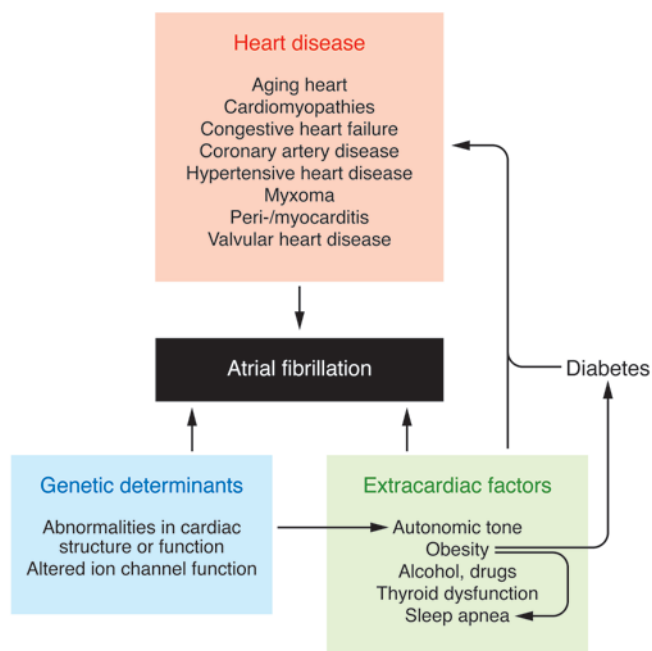 Heart disease
Aging heart
Cardiomyopathies
Congestive heart failure
Coronary artery disease
Hypertensive heart disease
Myxoma
Peri-/myocarditis
Valvular heart disease
Atrial fibrillation
Diabetes
Genetic determinants
Abnormalities in cardiac
structure or function
Altered ion channel function
Extracardiac factors
Autonomic tone
Obesity
Alcohol, drugs
Thyroid dysfunction
Sleep apnea